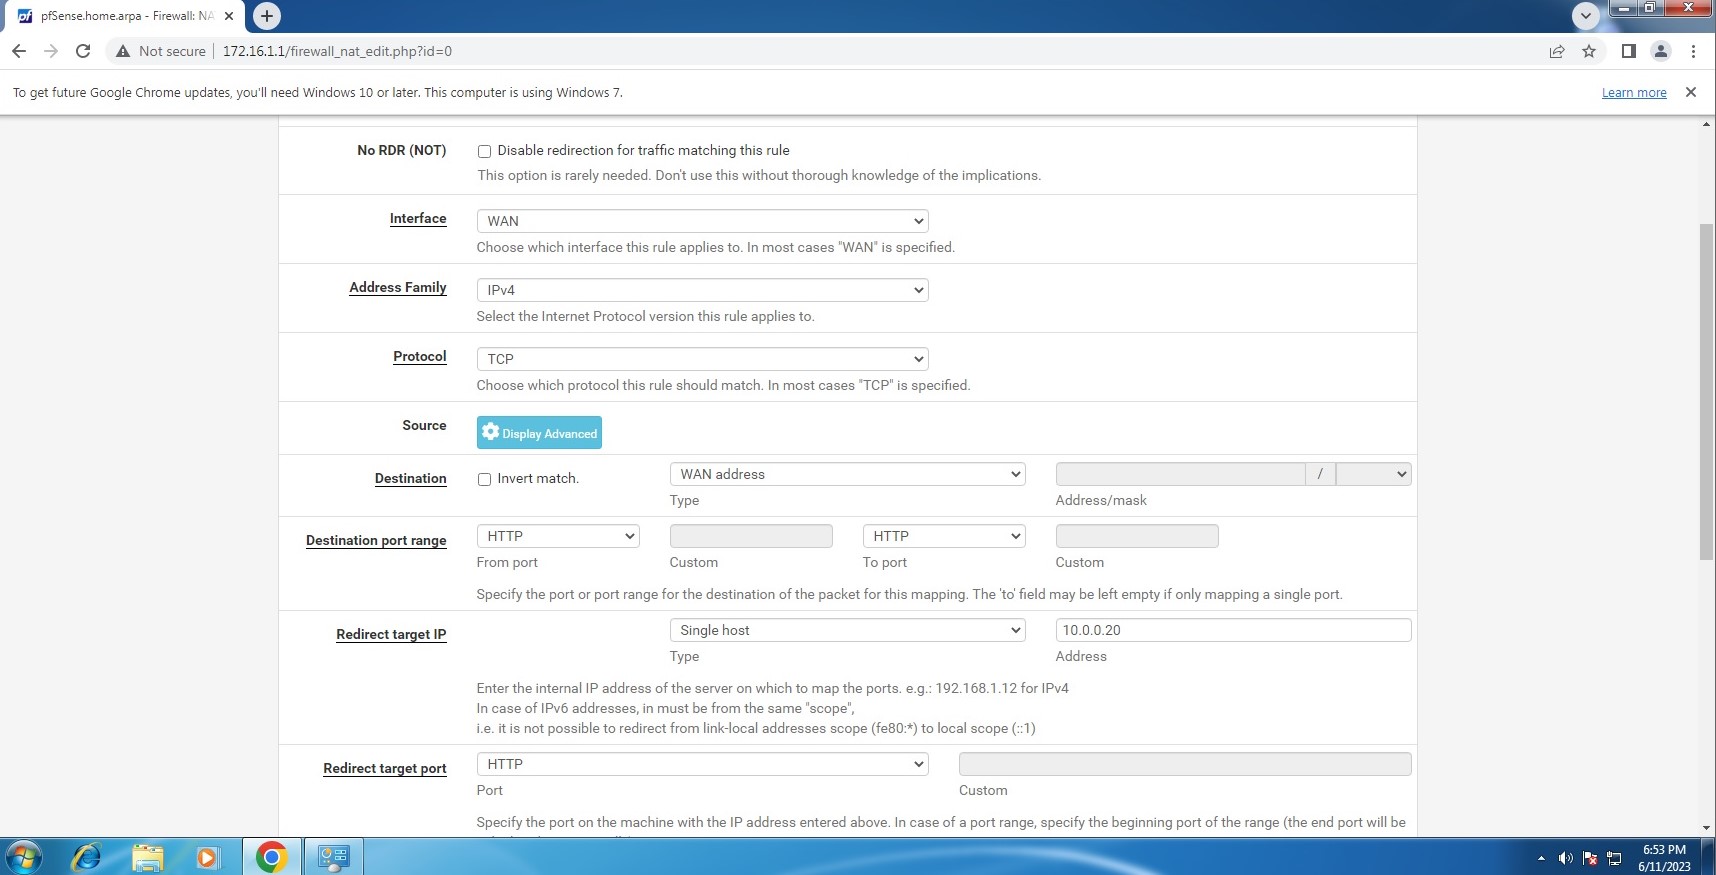 pfSense.home.arpa - Firewall: NA
Not secure
172.16.1.1/firewall_nat_edit.php?id=0
To get future Google Chrome updates, you'll need Windows 10 or later. This computer is using Windows 7.
Learn more
No RDR (NOT)
Disable redirection for traffic matching this rule
This option is rarely needed. Don't use this without thorough knowledge of the implications.
Interface
WAN
Choose which interface this rule applies to. In most cases "WAN" is specified.
Address Family
IPv4
Select the Internet Protocol version this rule applies to.
Protocol
TCP
Choose which protocol this rule should match. In most cases "TCP" is specified.
Source
Display Advanced
Destination
Invert match.
WAN address
/
Type
Address/mask
Destination port range
HTTP
HTTP
From port
Custom
To port
Custom
Specify the port or port range for the destination of the packet for this mapping. The 'to' field may be left empty if only mapping a single port.
Redirect target IP
Single host
10.0.0.20
Type
Address
Enter the internal IP address of the server on which to map the ports. e.g.: 192.168.1.12 for IPv4
In case of IPv6 addresses, in must be from the same "scope",
i.e. it is not possible to redirect from link-local addresses scope (fe80:*) to local scope (::1)
Redirect target port
HTTP
Port
Custom
Specify the port on the machine with the IP address entered above. In case of a port range, specify the beginning port of the range (the end port will be
6:53 PM
6/11/2023